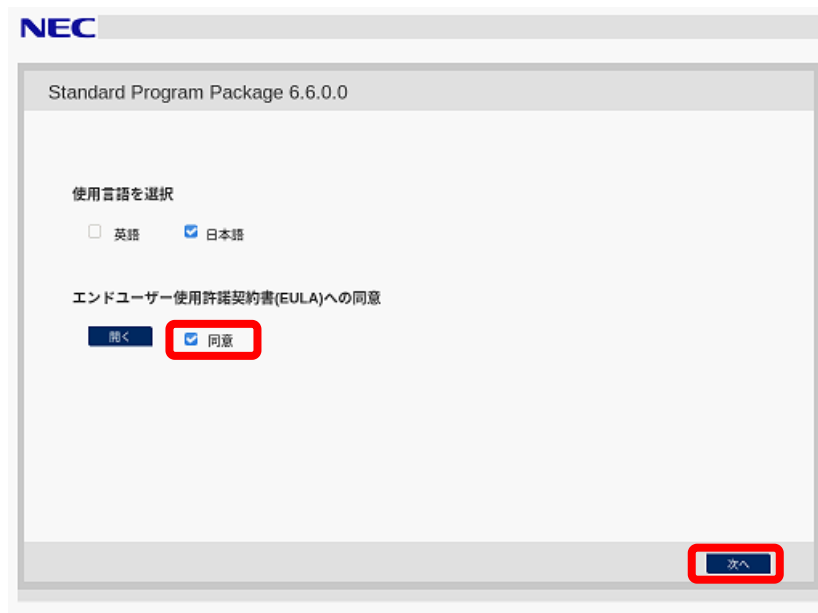 NEC
Standard Program Package 6.6.0.0
使用言語を選択
英語 日本語
エンドユーザー使用許諾契約書(EULA)への同意
開く 同意
次へ